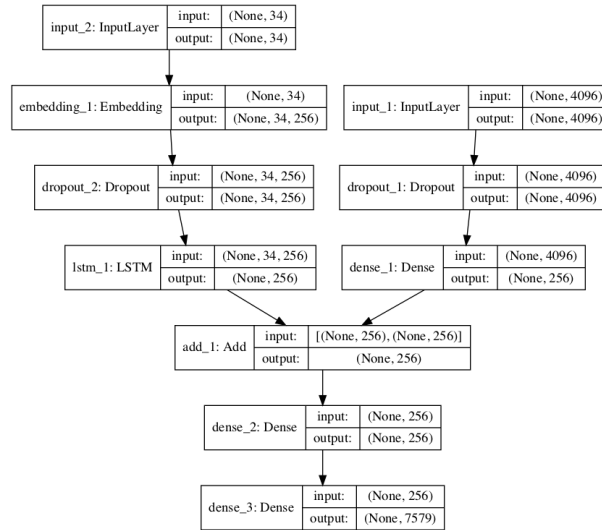 input_2: InputLayer
input: (None, 34)
output: (None, 34)
embedding_1: Embedding
input: (None, 34)
output: (None, 34, 256)
input_1: InputLayer
input: (None, 4096)
output: (None, 4096)
dropout_2: Dropout
input: (None, 34, 256)
output: (None, 34, 256)
dropout_1: Dropout
input: (None, 4096)
output: (None, 4096)
lstm_1: LSTM
input: (None, 34, 256)
output: (None, 256)
dense_1: Dense
input: (None, 4096)
output: (None, 256)
add_1: Add
input: [(None, 256), (None, 256)]
output: (None, 256)
dense_2: Dense
input: (None, 256)
output: (None, 256)
dense_3: Dense
input: (None, 256)
output: (None, 7579)